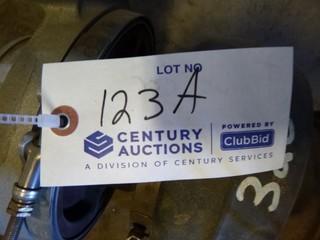 LOT NO
123A
CENTURY AUCTIONS
POWERED BY
ClubBid
A DIVISION OF CENTURY SERVICES